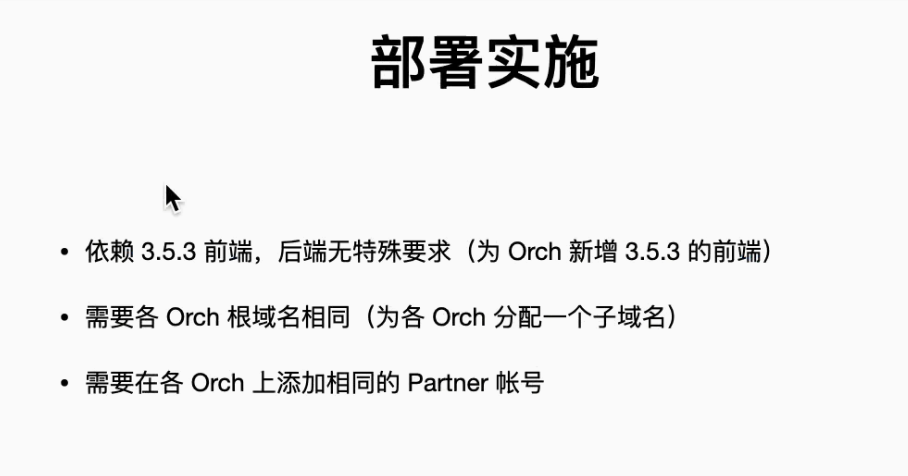 部署实施
• 依赖 3.5.3 前端，后端无特殊要求（为 Orch 新增 3.5.3 的前端）
• 需要各 Orch 根域名相同（为各 Orch 分配一个子域名）
• 需要在各 Orch 上添加相同的 Partner 帐号